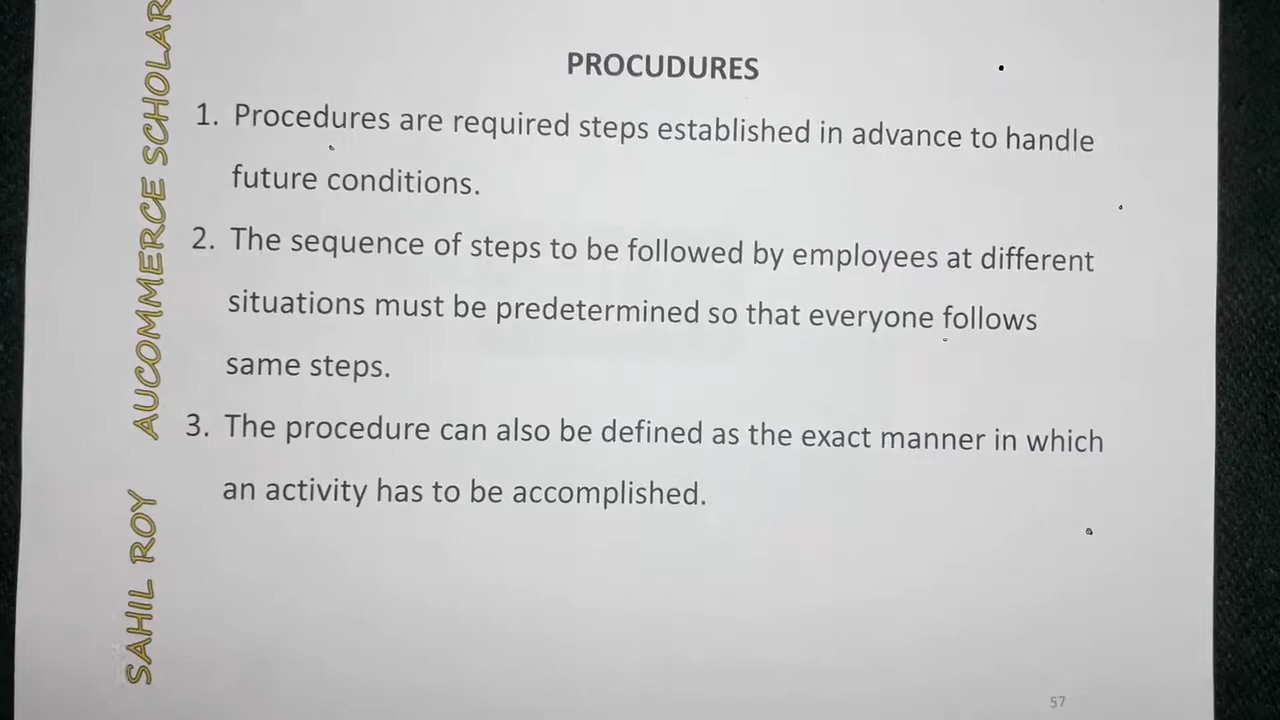 PROCUDURES
1. Procedures are required steps established in advance to handle
future conditions.
2. The sequence of steps to be followed by employees at different
situations must be predetermined so that everyone follows
same steps.
3. The procedure can also be defined as the exact manner in which
an activity has to be accomplished.
SAHIL ROY AUCOMMERCE SCHOLAR
57